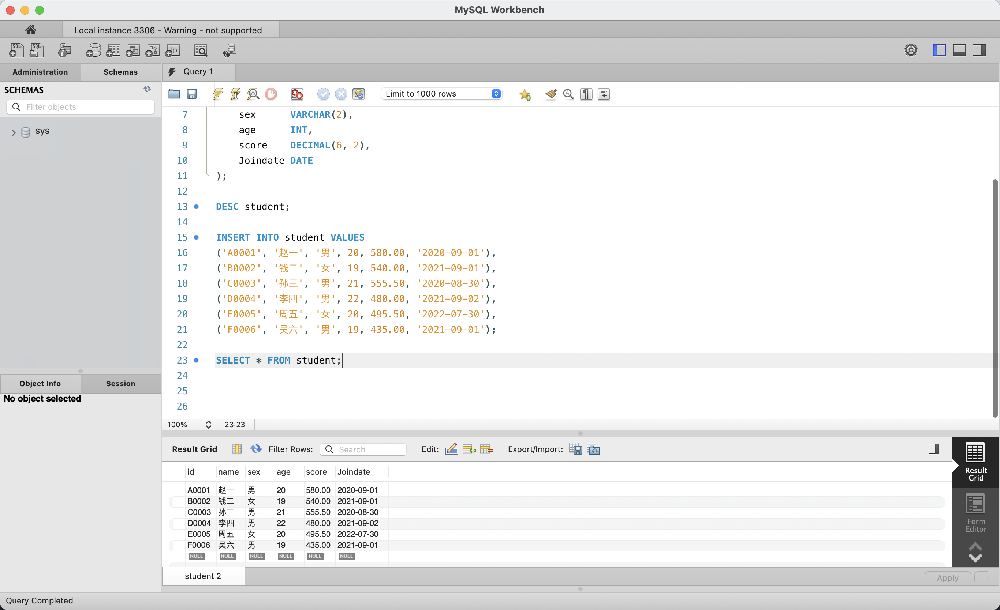 MySQL Workbench
Local instance 3306 - Warning - not supported
SQL SQL
Administration Schemas Query 1
SCHEMAS
Filter objects
sys
Limit to 1000 rows
7 sex VARCHAR(2),
8 age INT,
9 score DECIMAL(6, 2),
10 Joindate DATE
11 );
12
13 DESC student;
14
15 INSERT INTO student VALUES
16 ('A0001', '赵一', '男', 20, 580.00, '2020-09-01'),
17 ('B0002', '钱二', '女', 19, 540.00, '2021-09-01'),
18 ('C0003', '孙三', '男', 21, 555.50, '2020-08-30'),
19 ('D0004', '李四', '男', 22, 480.00, '2021-09-02'),
20 ('E0005', '周五', '女', 20, 495.50, '2022-07-30'),
21 ('F0006', '吴六', '男', 19, 435.00, '2021-09-01');
22
23 SELECT * FROM student;
24
25
26
100% 23:23
Object Info Session
No object selected
Result Grid Filter Rows: Search Edit: Export/Import:
id name sex age score Joindate
A0001 赵一 男 20 580.00 2020-09-01
B0002 钱二 女 19 540.00 2021-09-01
C0003 孙三 男 21 555.50 2020-08-30
D0004 李四 男 22 480.00 2021-09-02
E0005 周五 女 20 495.50 2022-07-30
F0006 吴六 男 19 435.00 2021-09-01
NULL NULL NULL NULL NULL NULL
Result
Grid
Form
Editor
student 2
Apply
Query Completed